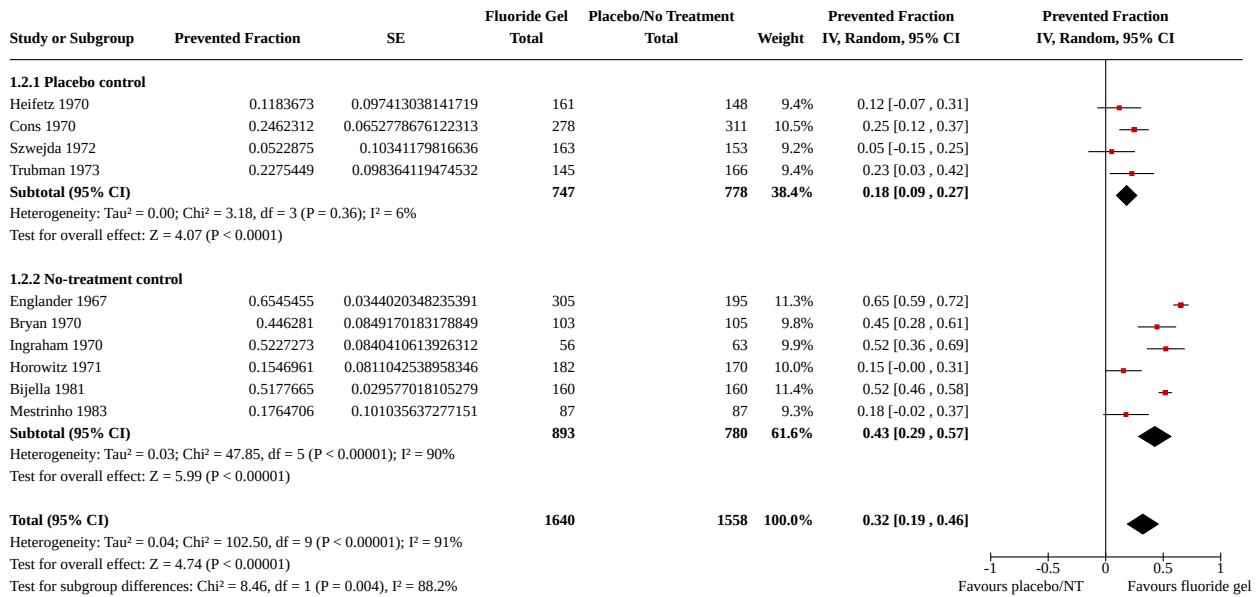 Fluoride Gel Placebo/No Treatment Prevented Fraction Prevented Fraction
Study or Subgroup Prevented Fraction SE Total Total Weight IV, Random, 95% CI IV, Random, 95% CI
1.2.1 Placebo control
Heifetz 1970 0.1183673 0.097413038141719 161 148 9.4% 0.12 [-0.07 , 0.31]
Cons 1970 0.2462312 0.0652778676122313 278 311 10.5% 0.25 [0.12 , 0.37]
Szwejda 1972 0.0522875 0.10341179816636 163 153 9.2% 0.05 [-0.15 , 0.25]
Trubman 1973 0.2275449 0.098364119474532 145 166 9.4% 0.23 [0.03 , 0.42]
Subtotal (95% CI) 747 778 38.4% 0.18 [0.09 , 0.27]
Heterogeneity: Tau² = 0.00; Chi² = 3.18, df = 3 (P = 0.36); I² = 6%
Test for overall effect: Z = 4.07 (P < 0.0001)
1.2.2 No-treatment control
Englander 1967 0.6545455 0.0344020348235391 305 195 11.3% 0.65 [0.59 , 0.72]
Bryan 1970 0.446281 0.0849170183178849 103 105 9.8% 0.45 [0.28 , 0.61]
Ingraham 1970 0.5227273 0.0840410613926312 56 63 9.9% 0.52 [0.36 , 0.69]
Horowitz 1971 0.1546961 0.0811042538958346 182 170 10.0% 0.15 [-0.00 , 0.31]
Bijella 1981 0.5177665 0.029577018105279 160 160 11.4% 0.52 [0.46 , 0.58]
Mestrinho 1983 0.1764706 0.101035637277151 87 87 9.3% 0.18 [-0.02 , 0.37]
Subtotal (95% CI) 893 780 61.6% 0.43 [0.29 , 0.57]
Heterogeneity: Tau² = 0.03; Chi² = 47.85, df = 5 (P < 0.00001); I² = 90%
Test for overall effect: Z = 5.99 (P < 0.00001)
Total (95% CI) 1640 1558 100.0% 0.32 [0.19 , 0.46]
Heterogeneity: Tau² = 0.04; Chi² = 102.50, df = 9 (P < 0.00001); I² = 91%
Test for overall effect: Z = 4.74 (P < 0.00001)
-1 -0.5 0 0.5 1
Test for subgroup differences: Chi² = 8.46, df = 1 (P = 0.004), I² = 88.2% Favours placebo/NT Favours fluoride gel